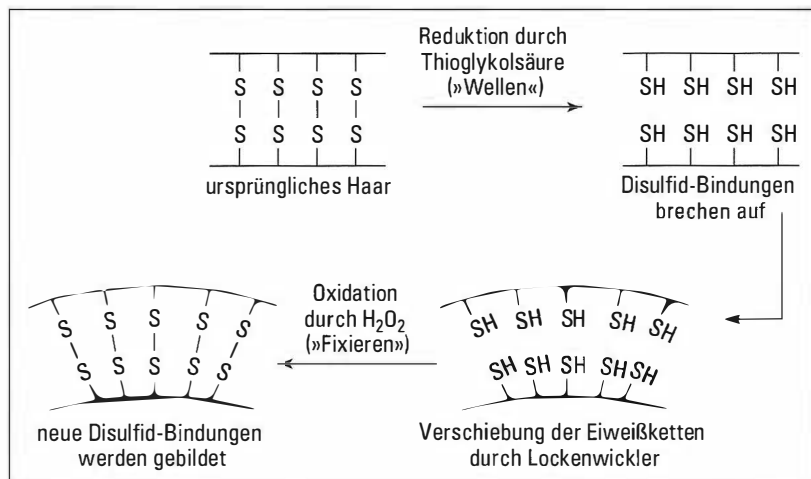 Reduktion durch
Thioglykolsäure
(»Wellen«)
S S S S
S S S S
ursprüngliches Haar
SH SH SH SH
SH SH SH SH
Disulfid-Bindungen
brechen auf
SH SH SH SH SH
SH SH SH SH SH
Verschiebung der Eiweißketten
durch Lockenwickler
Oxidation
durch H₂O₂
(»Fixieren«)
S S S S S
S S S S S
neue Disulfid-Bindungen
werden gebildet